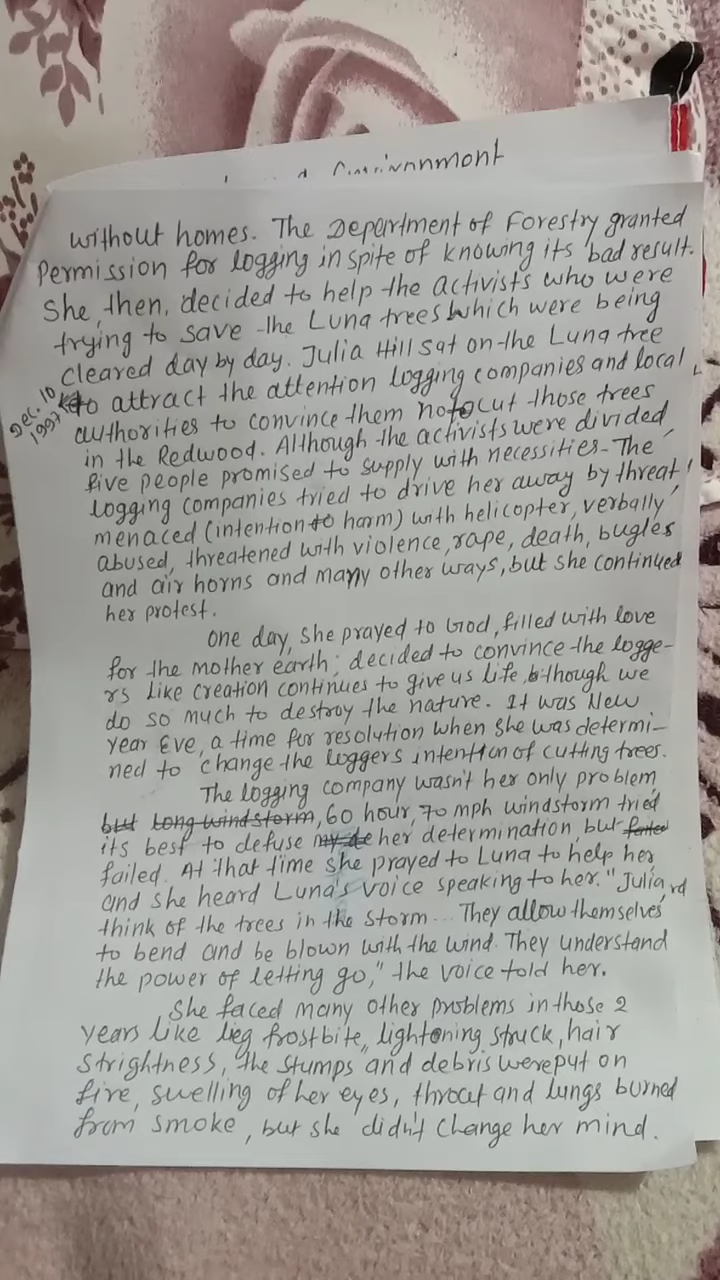 Environment
without homes. The Department of Forestry granted
Permission for logging in spite of knowing its bad result.
She, then, decided to help the activists who were
trying to save the Luna trees which were being
cleared day by day. Julia Hill sat on the Luna tree
Dec. 10 1997
to attract the attention logging companies and local
authorities to convince them not to cut those trees
in the Redwood. Although the activists were divided,
five people promised to supply with necessities. The
logging companies tried to drive her away by threat,
menaced (intention to harm) with helicopter, verbally
abused, threatened with violence, rape, death, bugles
and air horns and many other ways, but she continued
her protest.
One day, she prayed to God, filled with love
for the mother earth; decided to convince the logge-
rs like creation continues to give us life, though we
do so much to destroy the nature. It was New
Year Eve, a time for resolution when she was determi-
ned to change the loggers intention of cutting trees.
The logging company wasn't her only problem,
but long windstorm, 60 hour, 70 mph windstorm tried
its best to defuse her determination but failed
failed. At that time she prayed to Luna to help her
and she heard Luna's voice speaking to her. "Julia,
think of the trees in the storm... They allow themselves
to bend and be blown with the wind. They understand
the power of letting go," the voice told her.
She faced many other problems in those 2
years like leg frostbite, lightoning struck, hair
strightness, the stumps and debris were put on
fire, swelling of her eyes, throat and lungs burned
from smoke, but she didn't change her mind.